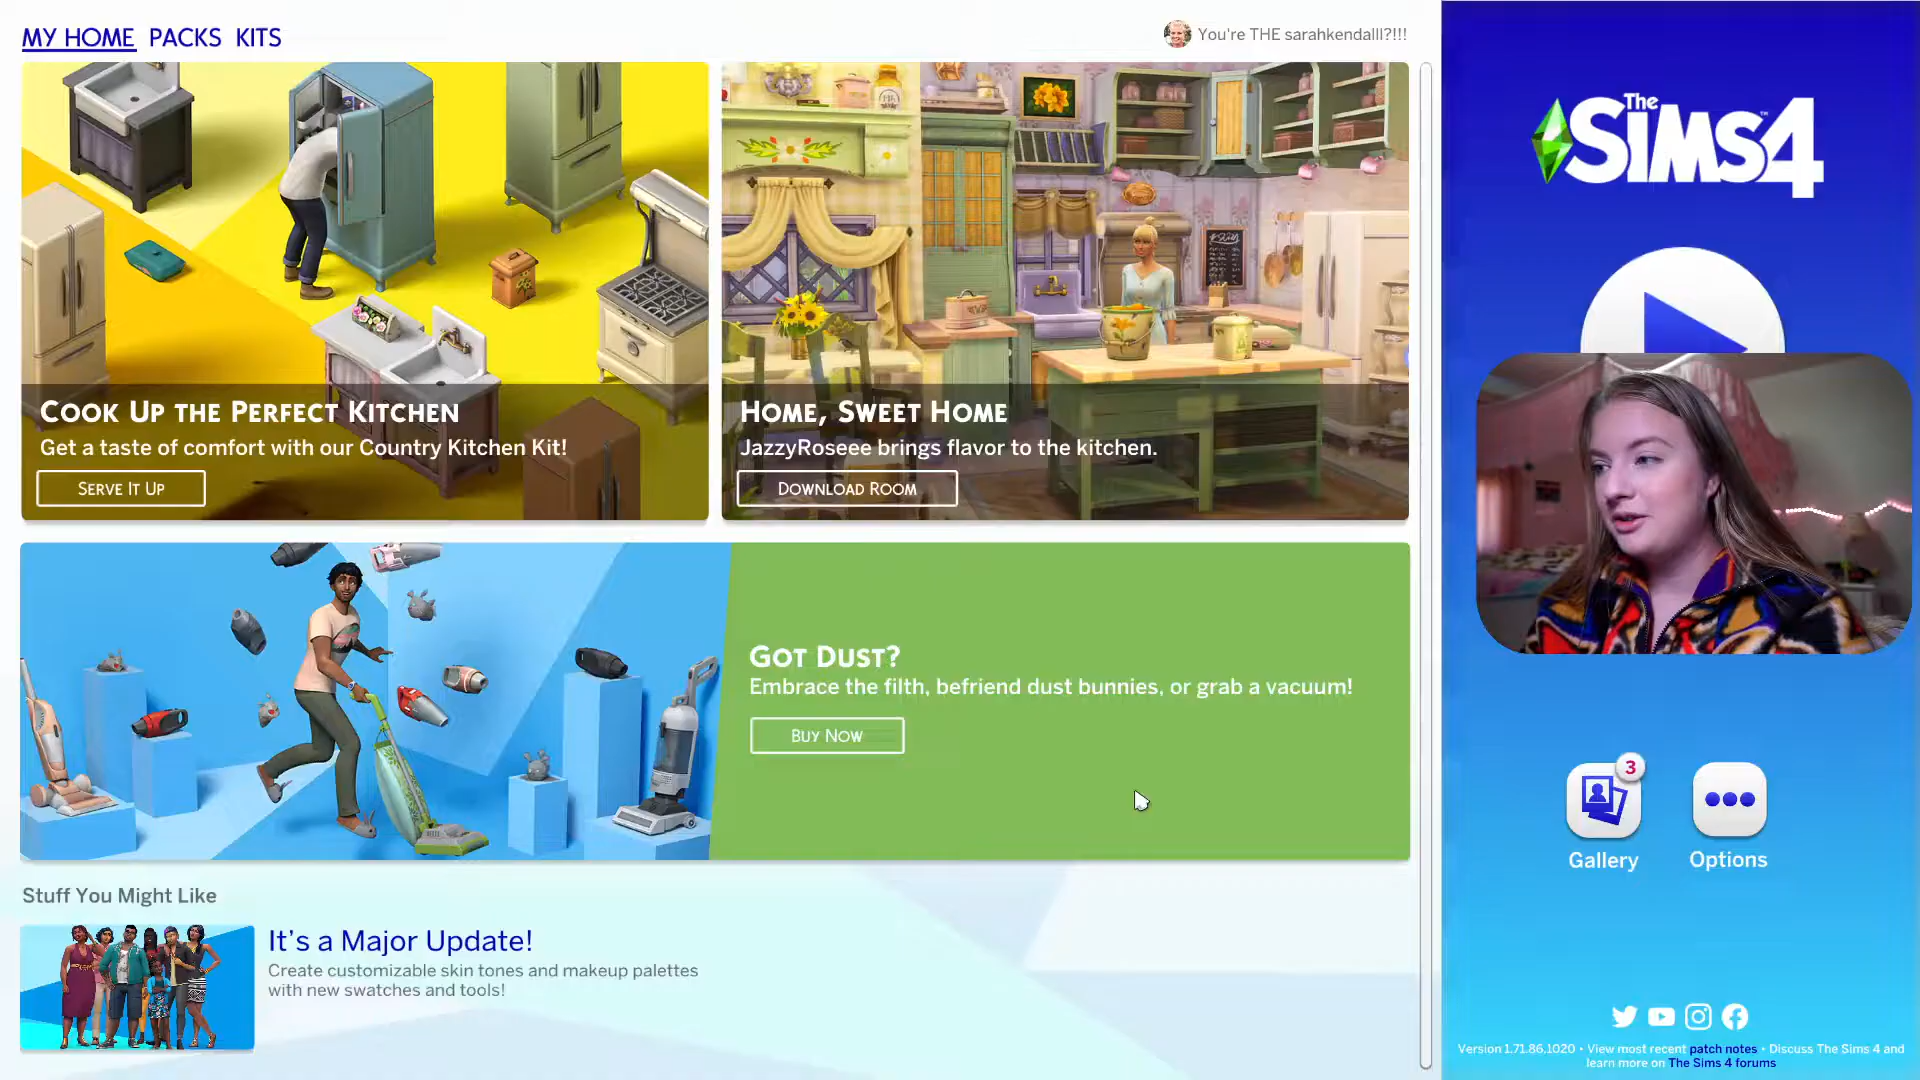 MY HOME PACKS KITS
You're THE sarahkendalll?!!!
The SIMS 4
COOK UP THE PERFECT KITCHEN
Get a taste of comfort with our Country Kitchen Kit!
SERVE IT UP
HOME, SWEET HOME
JazzyRoseee brings flavor to the kitchen.
DOWNLOAD ROOM
GOT DUST?
Embrace the filth, befriend dust bunnies, or grab a vacuum!
BUY NOW
3
Gallery
Options
Stuff You Might Like
It's a Major Update!
Create customizable skin tones and makeup palettes
with new swatches and tools!
Version 1.71.86.1020 • View most recent patch notes • Discuss The Sims 4 and
learn more on The Sims 4 forums